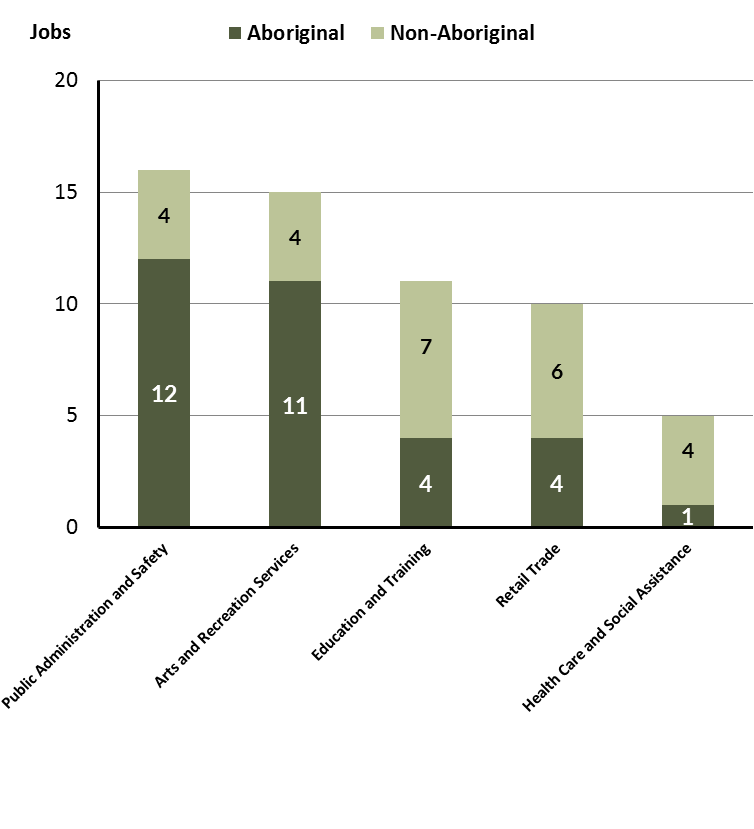 Jobs
Aboriginal Non-Aboriginal
20
15
10
5
0
4
12
4
11
7
4
6
4
4
1
Public Administration and Safety
Arts and Recreation Services
Education and Training
Retail Trade
Health Care and Social Assistance